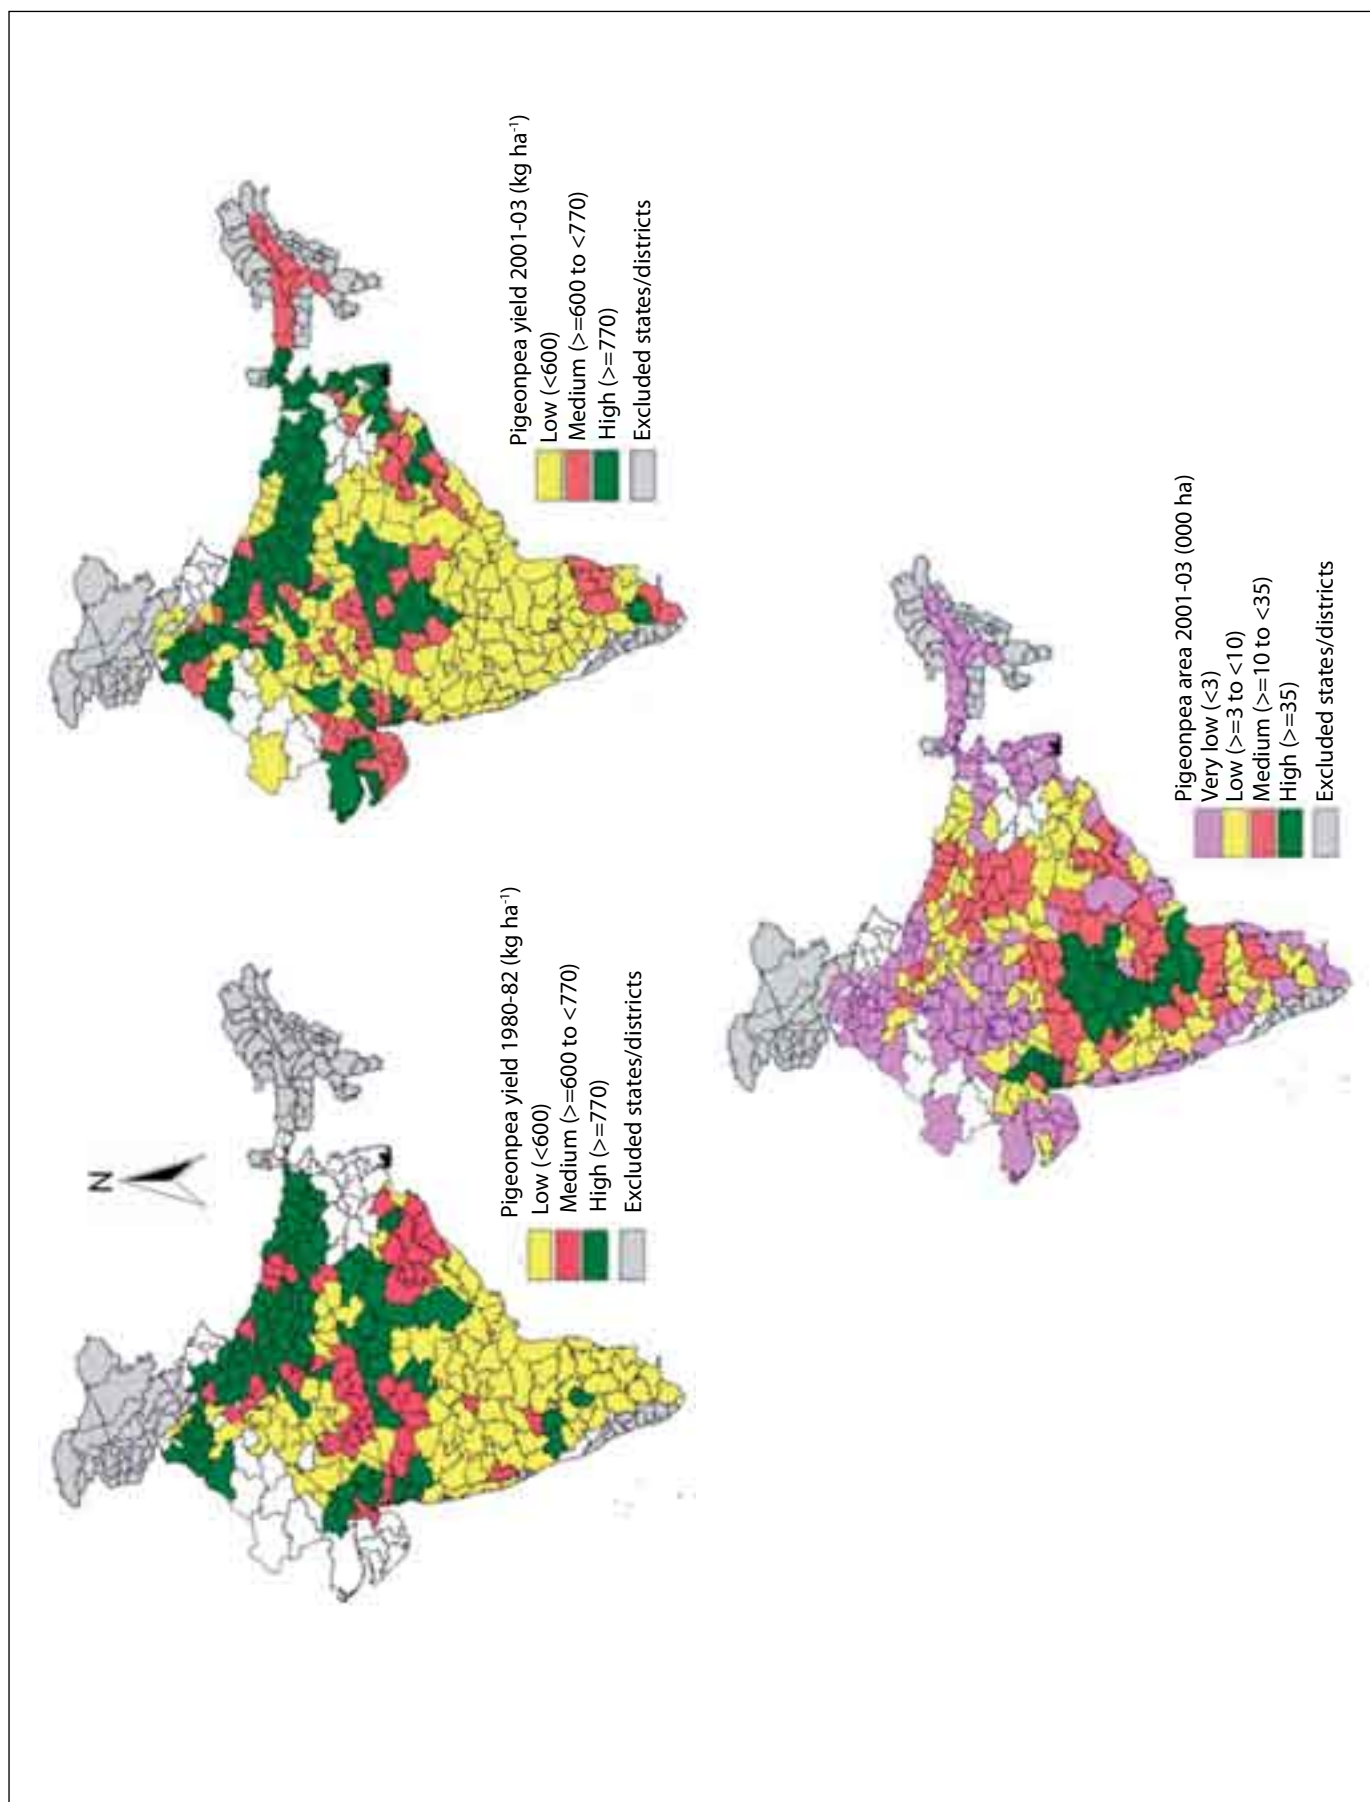 N
Pigeonpea yield 1980-82 (kg ha⁻¹)
Low (<600)
Medium (>=600 to <770)
High (>=770)
Excluded states/districts
Pigeonpea yield 2001-03 (kg ha⁻¹)
Low (<600)
Medium (>=600 to <770)
High (>=770)
Excluded states/districts
Pigeonpea area 2001-03 (000 ha)
Very low (<3)
Low (>=3 to <10)
Medium (>=10 to <35)
High (>=35)
Excluded states/districts